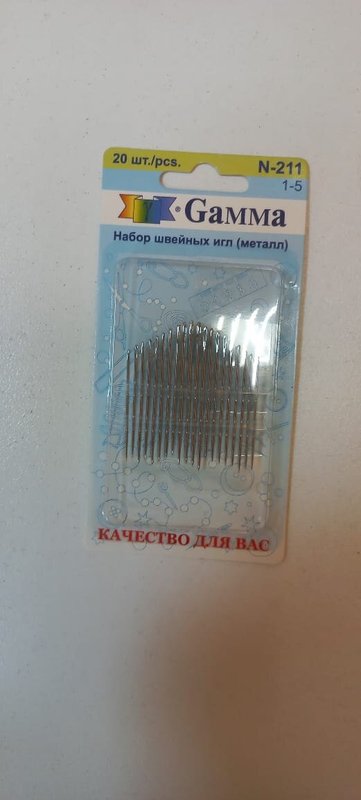 20 шт./pcs.
N-211
1-5
® Gamma
Набор швейных игл (металл)
КАЧЕСТВО ДЛЯ ВАС